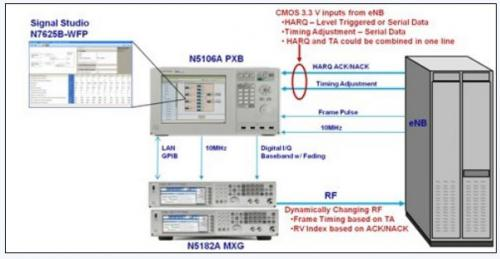 Signal Studio
N7625B-WFP
CMOS 3.3 V inputs from eNB
•HARQ – Level Triggered or Serial Data
•Timing Adjustment – Serial Data
• HARQ and TA could be combined in one line
N5106A PXB
HARQ ACK/NACK
Timing Adjustment
Frame Pulse
10MHz
eNB
LAN
GPIB
10MHz
Digital I/Q
Baseband w/ Fading
RF
Dynamically Changing RF
•Frame Timing based on TA
•RV Index based on ACK/NACK
N5182A MXG